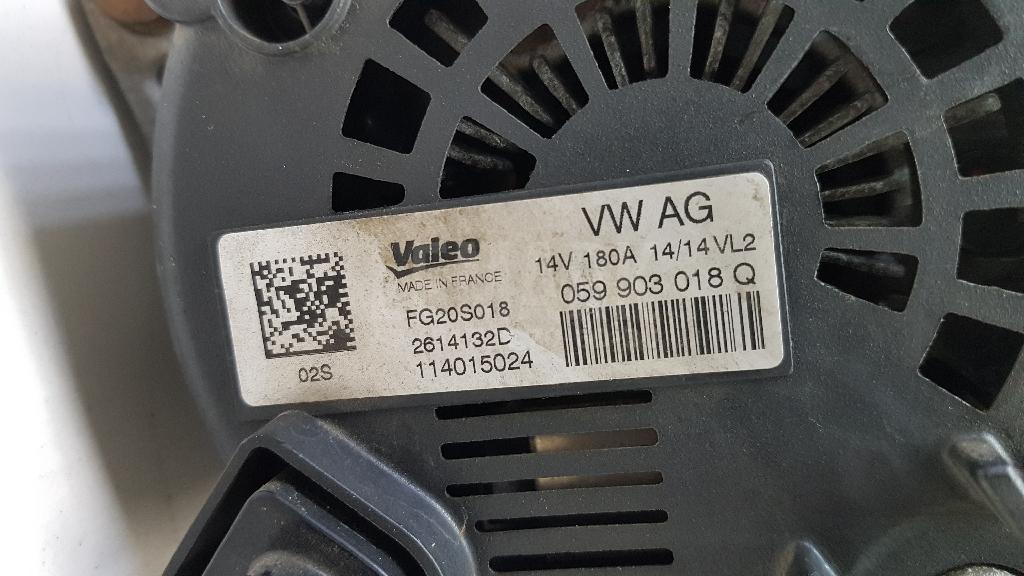 Valeo
MADE IN FRANCE
FG20S018
2614132D
114015024
02S
VW AG
14V 180A 14/14 VL2
059 903 018 Q